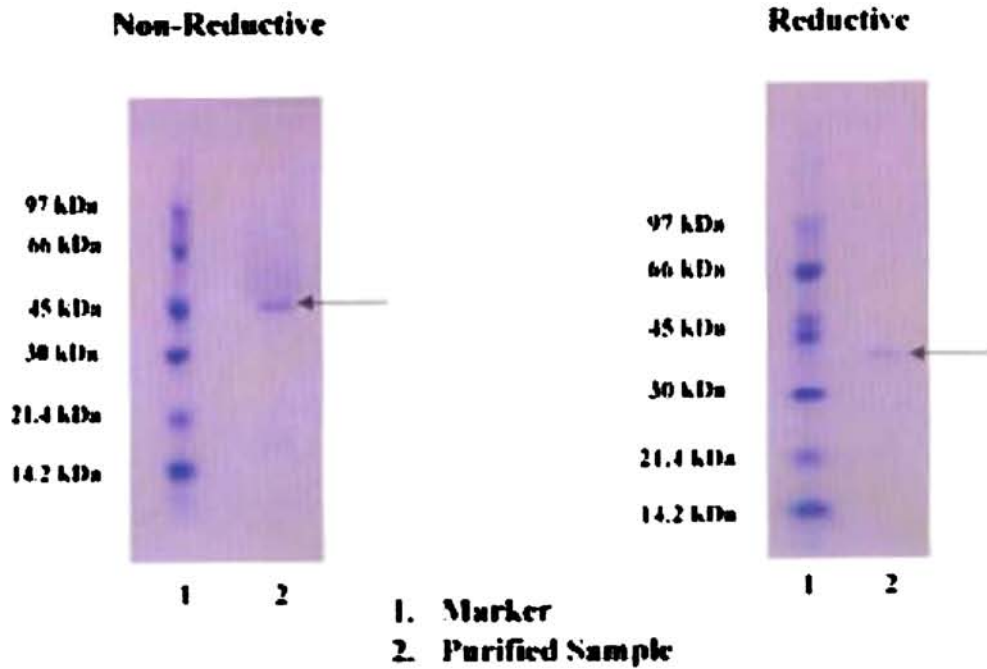 Non-Reductive
97 kDa
66 kDa
45 kDa
30 kDa
21.4 kDa
14.2 kDa
1 2
Reductive
97 kDa
66 kDa
45 kDa
30 kDa
21.4 kDa
14.2 kDa
1 2
1. Marker
2. Purified Sample